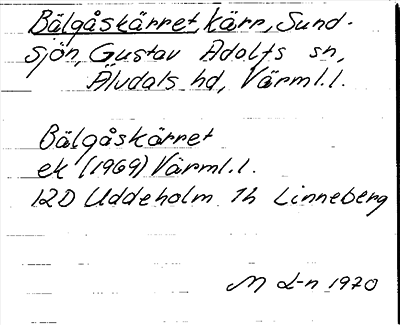 Bälgåskärret, kärr, Sund-
sjön, Gustav Adolfs sn,
Älvdals hd, Värml.l.
Bälgåskärret
ek (1969) Värml.l.
12D Uddeholm 1h Linneberg
M L-n 1970